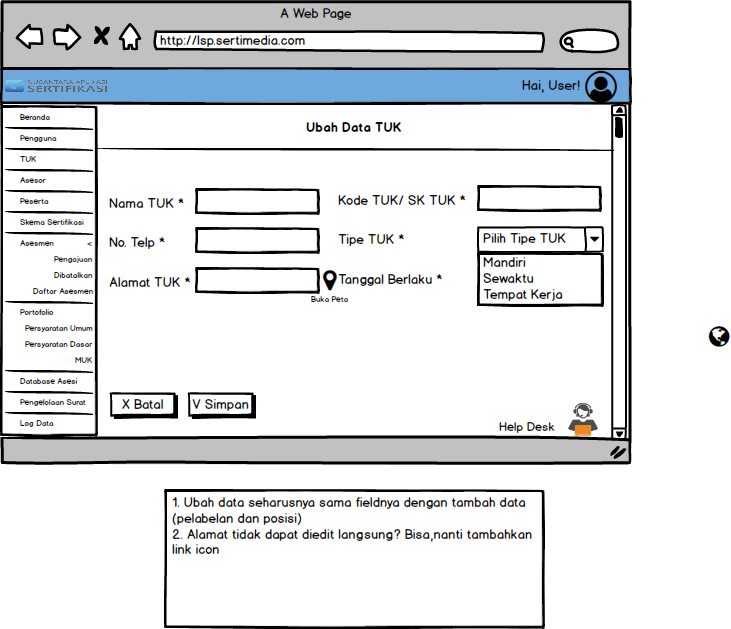 A Web Page
http://lsp.sertimedia.com
NUSANTARA APLIKASI
SERTIFIKASI
Hai, User!
Beranda
Pengguna
TUK
Asesor
Peserta
Skema Sertifikasi
Asesmen <
Pengajuan
Dibatalkan
Daftar Asesmen
Portofolio
Persyaratan Umum
Persyaratan Dasar
MUK
Database Asesi
Pengelolaan Surat
Log Data
Ubah Data TUK
Nama TUK *
Kode TUK/ SK TUK *
No. Telp *
Tipe TUK *
Pilih Tipe TUK
Mandiri
Sewaktu
Tempat Kerja
Alamat TUK *
Buka Peta
Tanggal Berlaku *
X Batal
V Simpan
Help Desk
1. Ubah data seharusnya sama fieldnya dengan tambah data
(pelabelan dan posisi)
2. Alamat tidak dapat diedit langsung? Bisa,nanti tambahkan
link icon